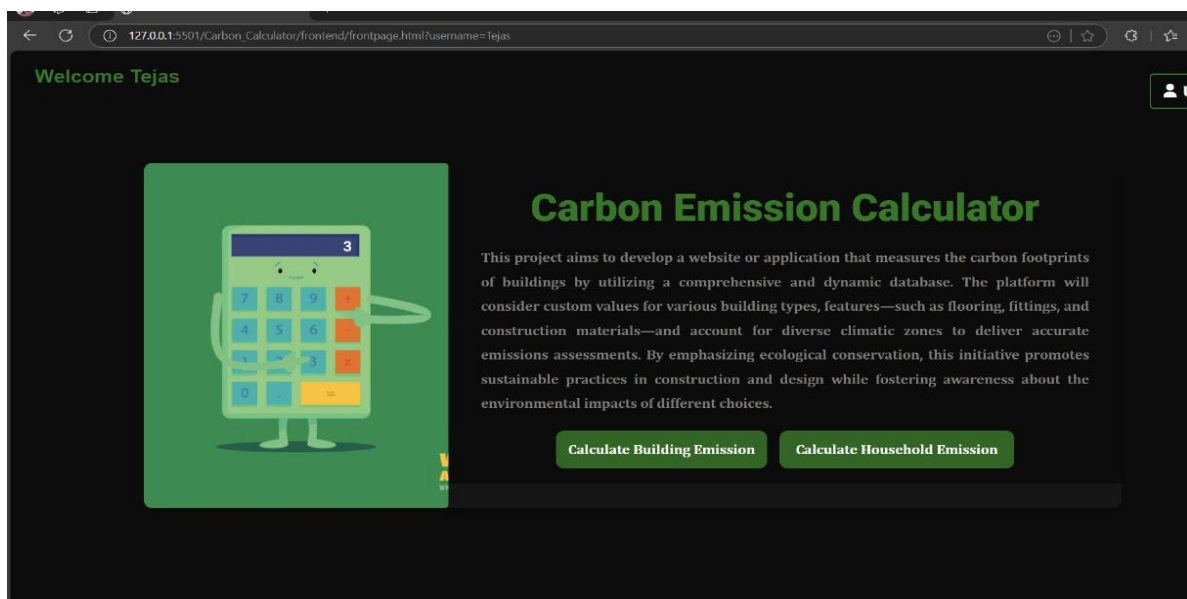 127.0.0.1:5501/Carbon_Calculator/frontend/frontpage.html?username=Tejas
Welcome Tejas
3
7 8 9 +
4 5 6 -
1 3 x
0 . =
Carbon Emission Calculator
This project aims to develop a website or application that measures the carbon footprints
of buildings by utilizing a comprehensive and dynamic database. The platform will
consider custom values for various building types, features—such as flooring, fittings, and
construction materials—and account for diverse climatic zones to deliver accurate
emissions assessments. By emphasizing ecological conservation, this initiative promotes
sustainable practices in construction and design while fostering awareness about the
environmental impacts of different choices.
Calculate Building Emission Calculate Household Emission